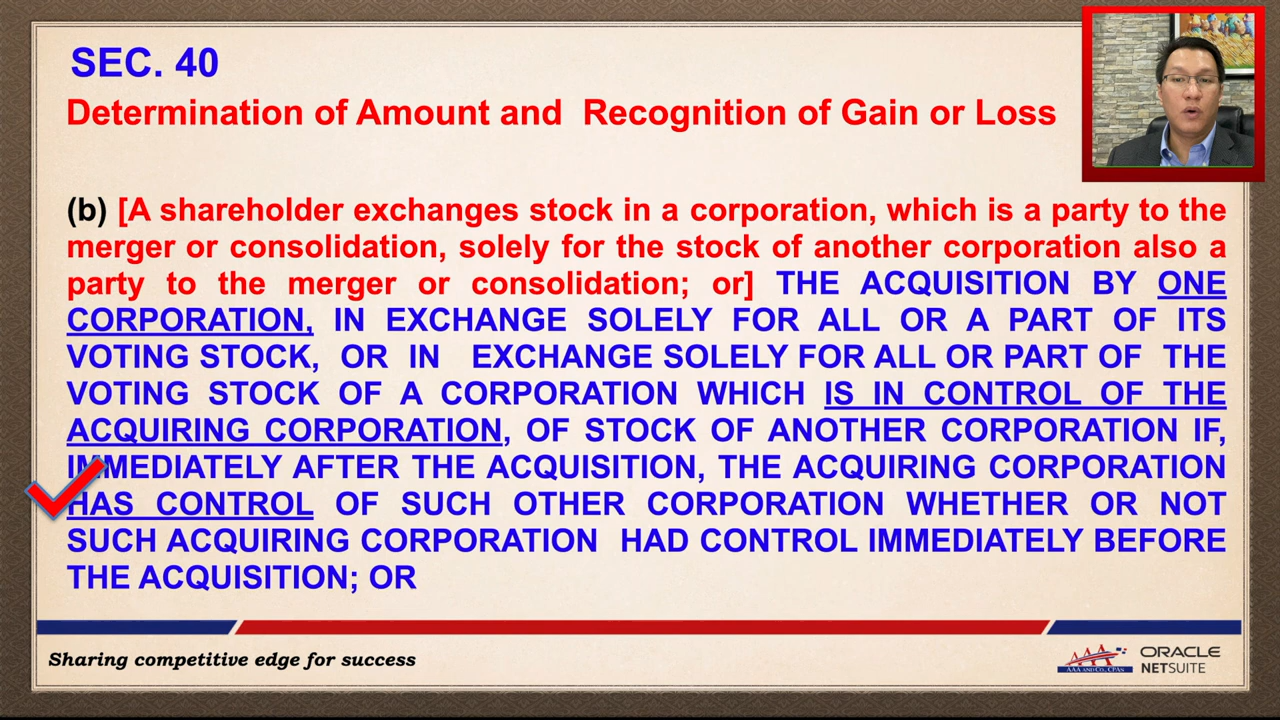 SEC. 40
Determination of Amount and Recognition of Gain or Loss
(b) [A shareholder exchanges stock in a corporation, which is a party to the
merger or consolidation, solely for the stock of another corporation also a
party to the merger or consolidation; or] THE ACQUISITION BY ONE
CORPORATION, IN EXCHANGE SOLELY FOR ALL OR A PART OF ITS
VOTING STOCK, OR IN EXCHANGE SOLELY FOR ALL OR PART OF THE
VOTING STOCK OF A CORPORATION WHICH IS IN CONTROL OF THE
ACQUIRING CORPORATION, OF STOCK OF ANOTHER CORPORATION IF,
IMMEDIATELY AFTER THE ACQUISITION, THE ACQUIRING CORPORATION
HAS CONTROL OF SUCH OTHER CORPORATION WHETHER OR NOT
SUCH ACQUIRING CORPORATION HAD CONTROL IMMEDIATELY BEFORE
THE ACQUISITION; OR
Sharing competitive edge for success
AAA
AAA AND CO., CPAs
ORACLE
NETSUITE